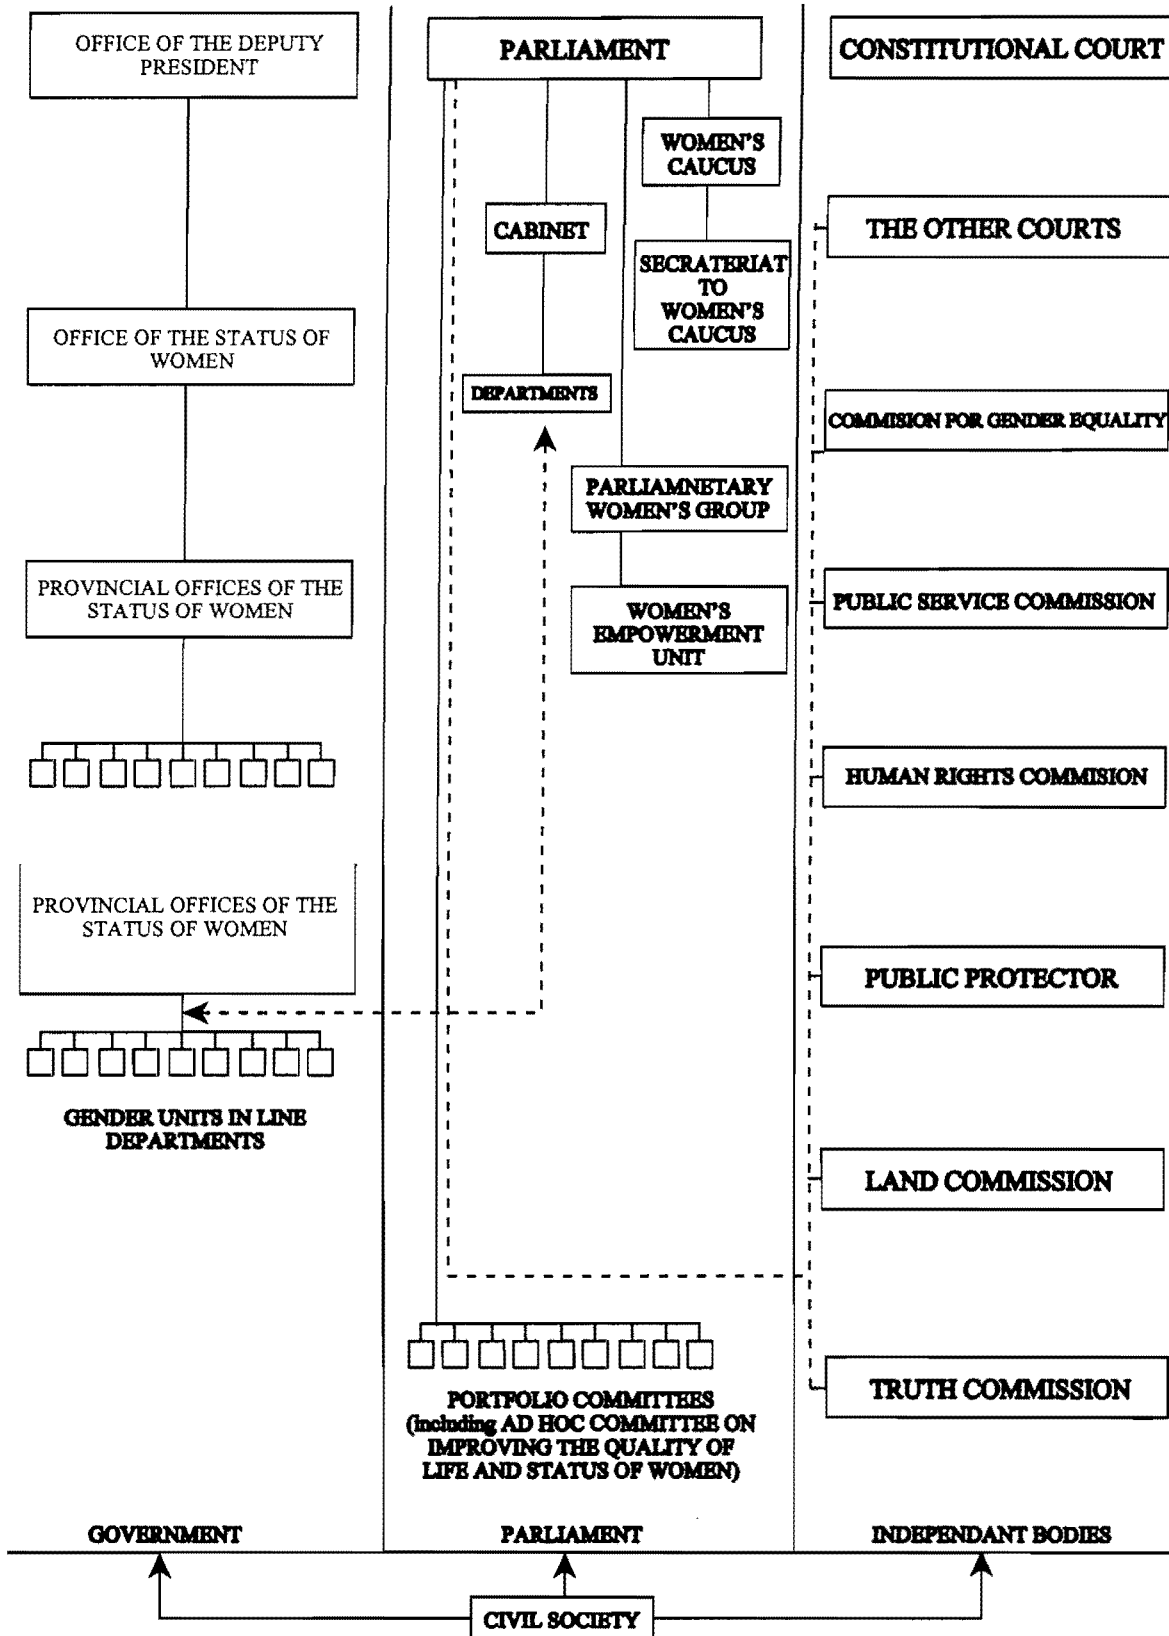 OFFICE OF THE DEPUTY
PRESIDENT
OFFICE OF THE STATUS OF
WOMEN
PROVINCIAL OFFICES OF THE
STATUS OF WOMEN
PROVINCIAL OFFICES OF THE
STATUS OF WOMEN
GENDER UNITS IN LINE
DEPARTMENTS
GOVERNMENT
PARLIAMENT
WOMEN'S
CAUCUS
CABINET
SECRATERIAT
TO
WOMEN'S
CAUCUS
DEPARTMENTS
PARLIAMNETARY
WOMEN'S GROUP
WOMEN'S
EMPOWERMENT
UNIT
PORTFOLIO COMMITTEES
(including AD HOC COMMITTEE ON
IMPROVING THE QUALITY OF
LIFE AND STATUS OF WOMEN)
PARLIAMENT
CONSTITUTIONAL COURT
THE OTHER COURTS
COMMISION FOR GENDER EQUALITY
PUBLIC SERVICE COMMISSION
HUMAN RIGHTS COMMISION
PUBLIC PROTECTOR
LAND COMMISSION
TRUTH COMMISSION
INDEPENDANT BODIES
CIVIL SOCIETY